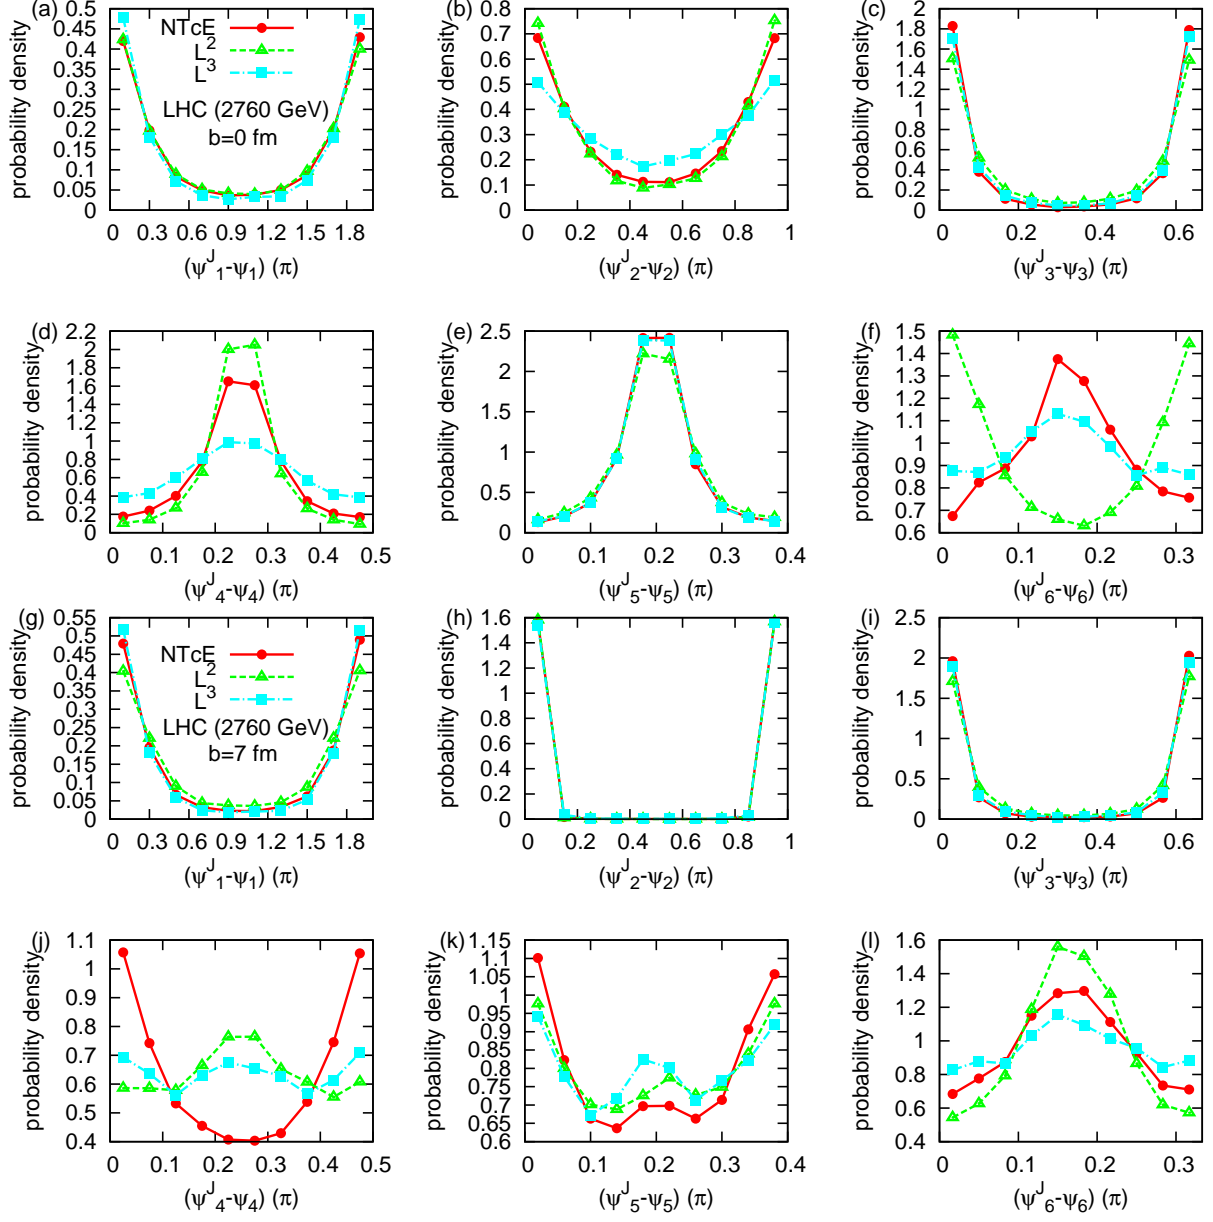 (a)
probability density
0.5
0.45
0.4
0.35
0.3
0.25
0.2
0.15
0.1
0.05
0
NTcE
L2
L3
LHC (2760 GeV)
b=0 fm
0 0.3 0.6 0.9 1.2 1.5 1.8
(ψJ1-ψ1) (π)
(b)
probability density
0.8
0.7
0.6
0.5
0.4
0.3
0.2
0.1
0
0 0.2 0.4 0.6 0.8 1
(ψJ2-ψ2) (π)
(c)
probability density
2
1.8
1.6
1.4
1.2
1
0.8
0.6
0.4
0.2
0
0 0.2 0.4 0.6
(ψJ3-ψ3) (π)
(d)
probability density
2.2
2
1.8
1.6
1.4
1.2
1
0.8
0.6
0.4
0.2
0
0 0.1 0.2 0.3 0.4 0.5
(ψJ4-ψ4) (π)
(e)
probability density
2.5
2
1.5
1
0.5
0
0 0.1 0.2 0.3 0.4
(ψJ5-ψ5) (π)
(f)
probability density
1.5
1.4
1.3
1.2
1.1
1
0.9
0.8
0.7
0.6
0 0.1 0.2 0.3
(ψJ6-ψ6) (π)
(g)
probability density
0.55
0.5
0.45
0.4
0.35
0.3
0.25
0.2
0.15
0.1
0.05
0
NTcE
L2
L3
LHC (2760 GeV)
b=7 fm
0 0.3 0.6 0.9 1.2 1.5 1.8
(ψJ1-ψ1) (π)
(h)
probability density
1.6
1.4
1.2
1
0.8
0.6
0.4
0.2
0
0 0.2 0.4 0.6 0.8 1
(ψJ2-ψ2) (π)
(i)
probability density
2.5
2
1.5
1
0.5
0
0 0.2 0.4 0.6
(ψJ3-ψ3) (π)
(j)
probability density
1.1
1
0.9
0.8
0.7
0.6
0.5
0.4
0 0.1 0.2 0.3 0.4 0.5
(ψJ4-ψ4) (π)
(k)
probability density
1.15
1.1
1.05
1
0.95
0.9
0.85
0.8
0.75
0.7
0.65
0.6
0 0.1 0.2 0.3 0.4
(ψJ5-ψ5) (π)
(l)
probability density
1.6
1.4
1.2
1
0.8
0.6
0.4
0 0.1 0.2 0.3
(ψJ6-ψ6) (π)